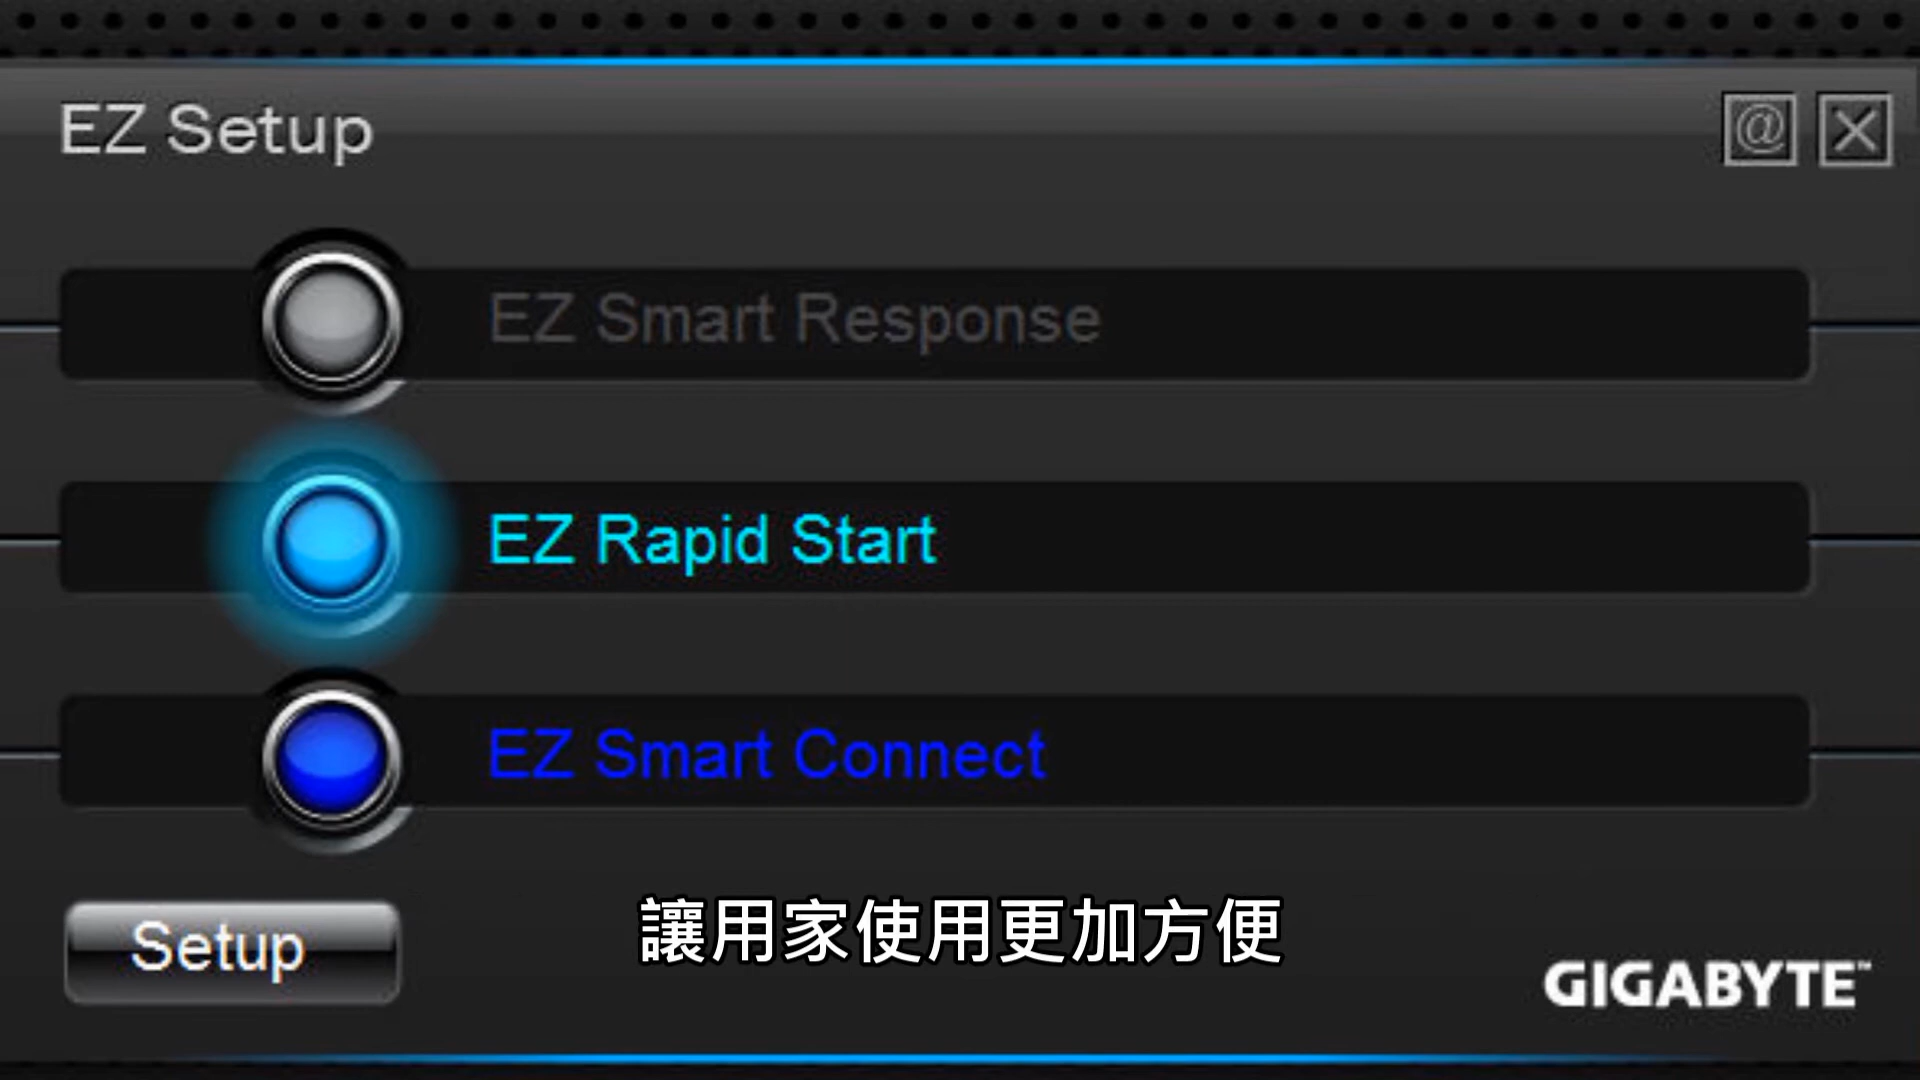 EZ Setup
@
EZ Smart Response
EZ Rapid Start
EZ Smart Connect
Setup
讓用家使用更加方便
GIGABYTE™